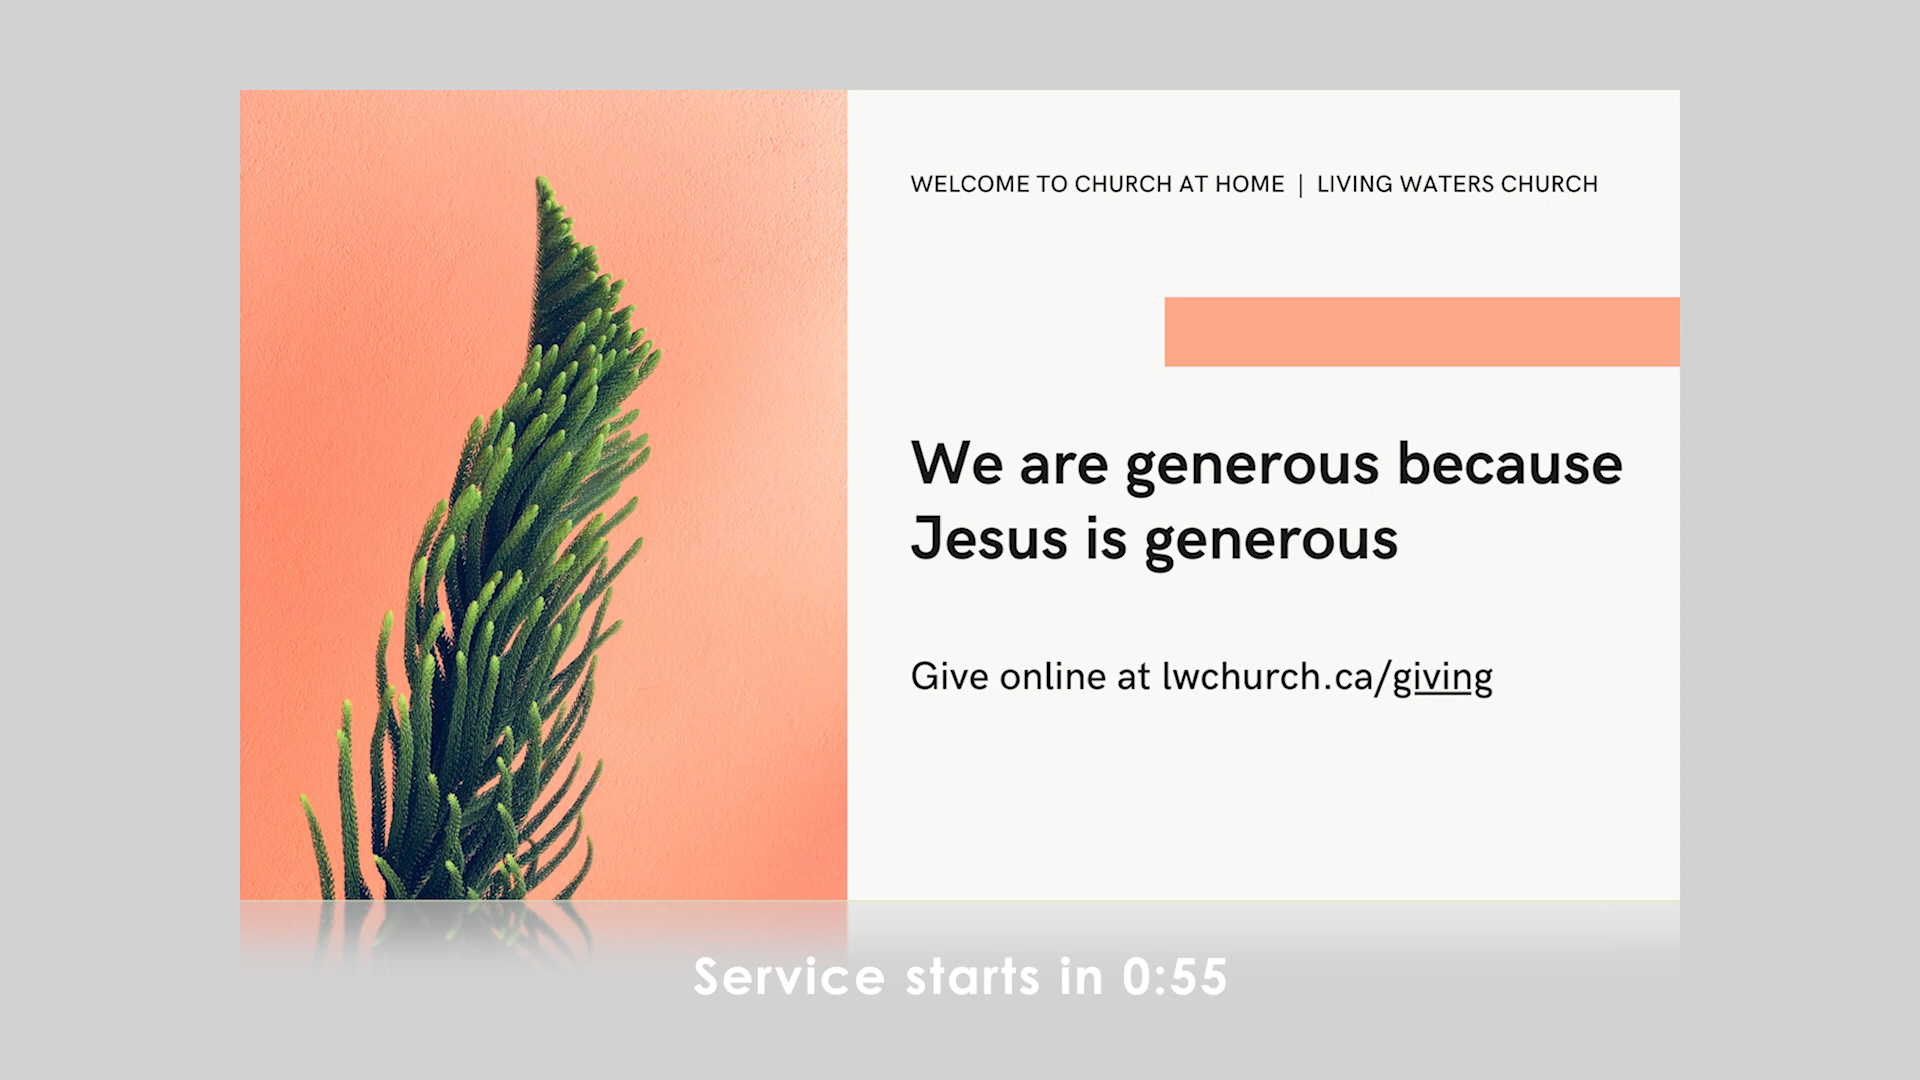 WELCOME TO CHURCH AT HOME | LIVING WATERS CHURCH
We are generous because
Jesus is generous
Give online at lwchurch.ca/giving
Service starts in 0:55